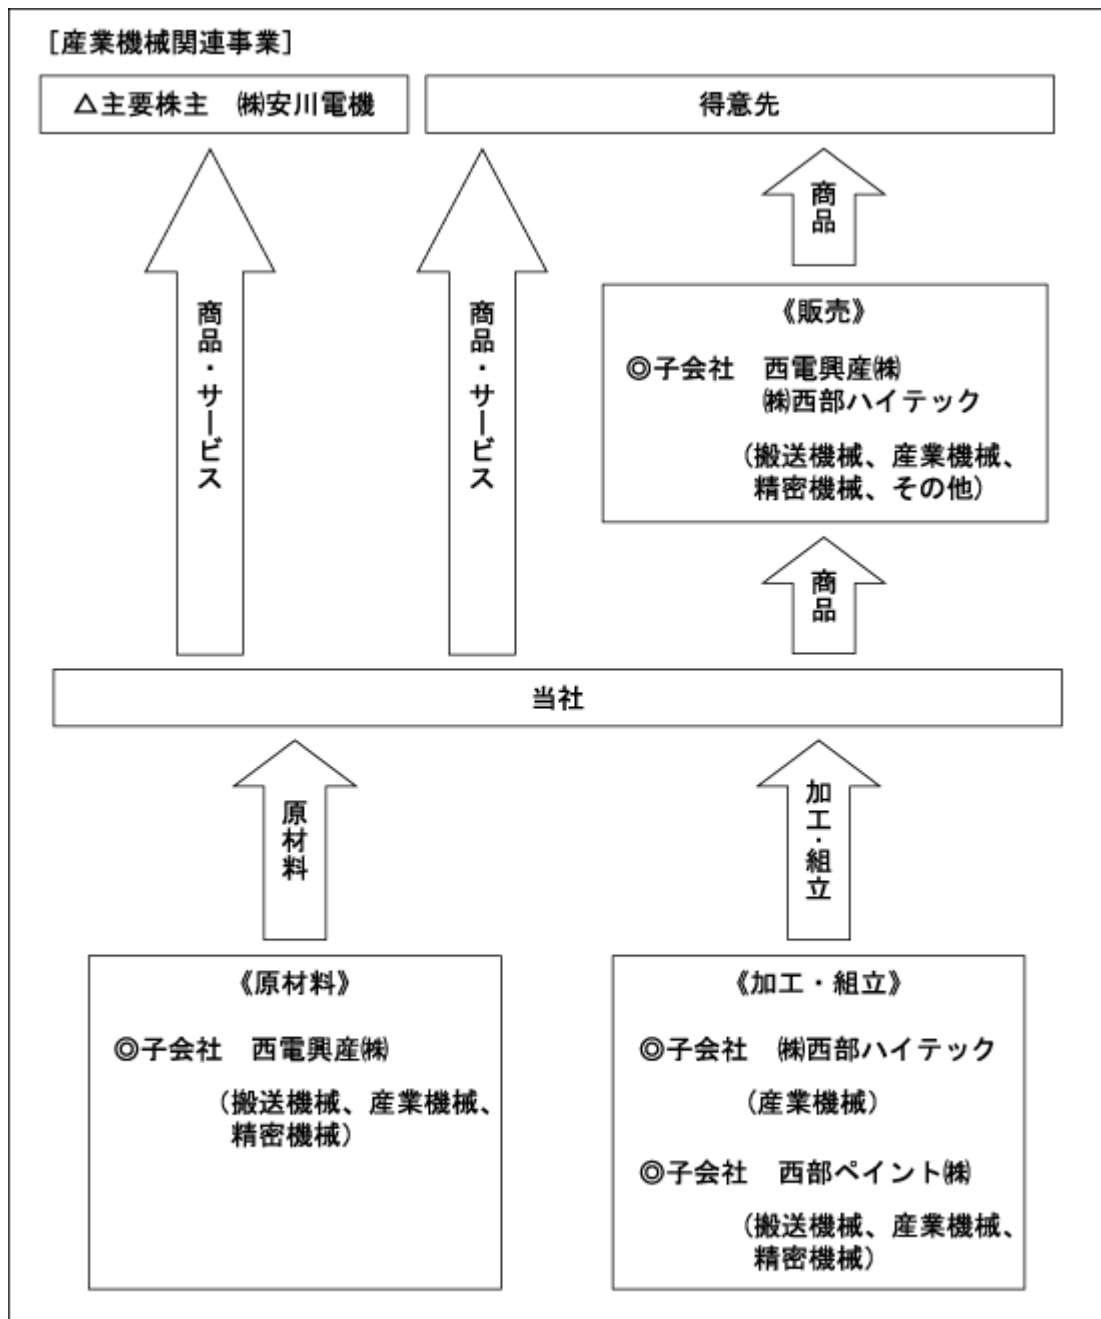 ［産業機械関連事業］
△主要株主　㈱安川電機
得意先
商品・サービス
商品・サービス
商品
《販売》
◎子会社　西電興産㈱
㈱西部ハイテック
（搬送機械、産業機械、
精密機械、その他）
商品
当社
原材料
加工・組立
《原材料》
◎子会社　西電興産㈱
（搬送機械、産業機械、
精密機械）
《加工・組立》
◎子会社　㈱西部ハイテック
（産業機械）
◎子会社　西部ペイント㈱
（搬送機械、産業機械、
精密機械）